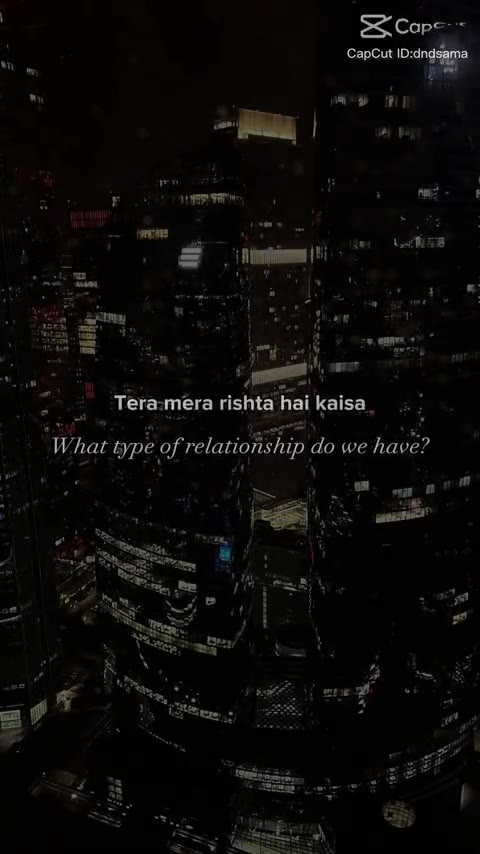 CapCut
CapCut ID:dndsama
Tera mera rishta hai kaisa
What type of relationship do we have?